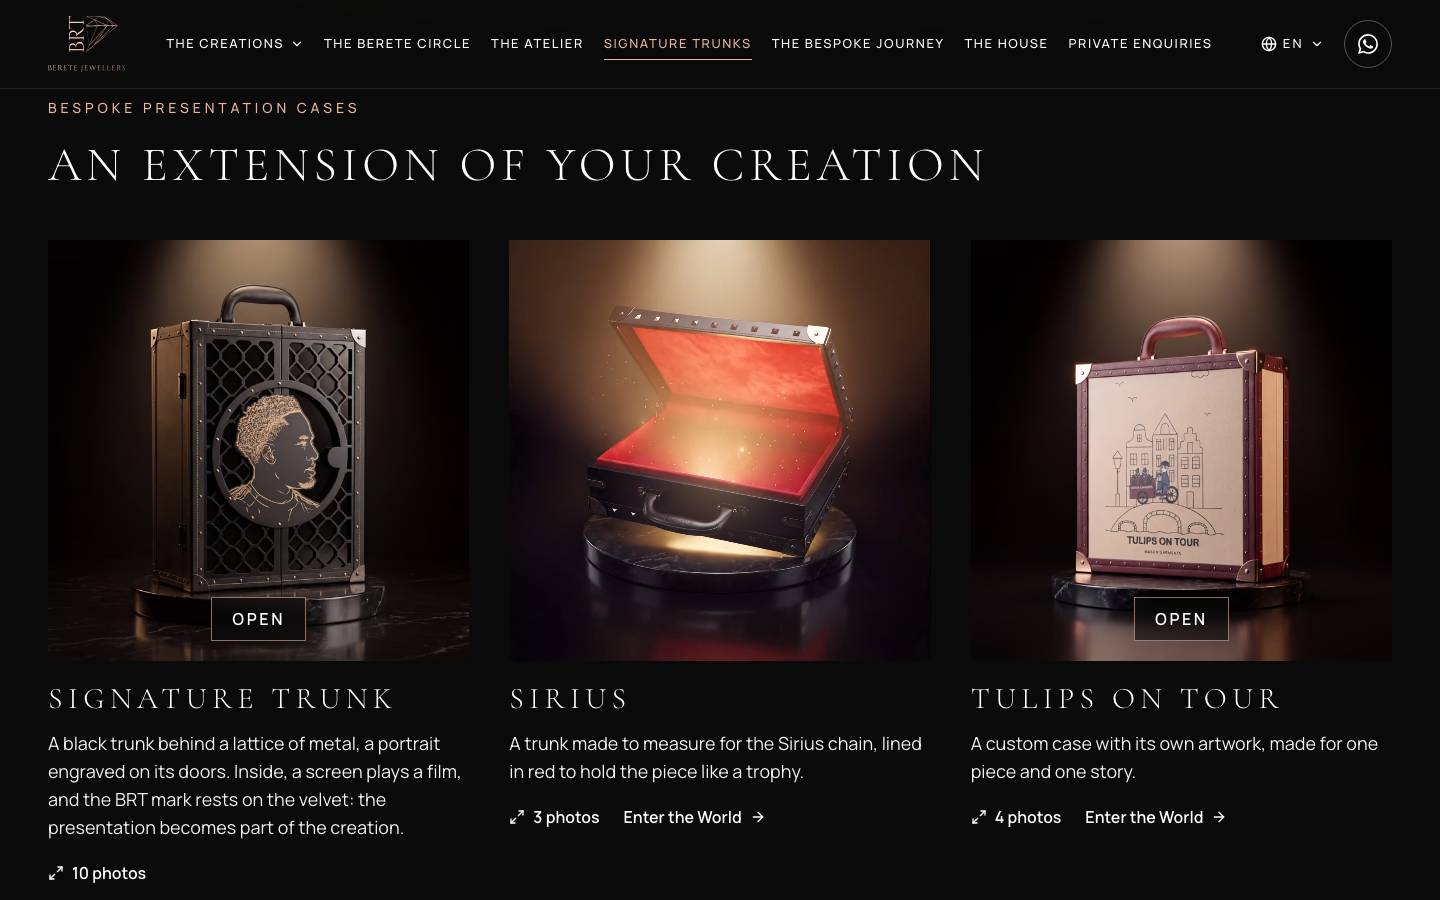 BRT
BERETE JEWELLERS
THE CREATIONS
THE BERETE CIRCLE
THE ATELIER
SIGNATURE TRUNKS
THE BESPOKE JOURNEY
THE HOUSE
PRIVATE ENQUIRIES
EN
BESPOKE PRESENTATION CASES
AN EXTENSION OF YOUR CREATION
OPEN
TULIPS ON TOUR
OPEN
SIGNATURE TRUNK
A black trunk behind a lattice of metal, a portrait
engraved on its doors. Inside, a screen plays a film,
and the BRT mark rests on the velvet: the
presentation becomes part of the creation.
10 photos
SIRIUS
A trunk made to measure for the Sirius chain, lined
in red to hold the piece like a trophy.
3 photos
Enter the World
TULIPS ON TOUR
A custom case with its own artwork, made for one
piece and one story.
4 photos
Enter the World